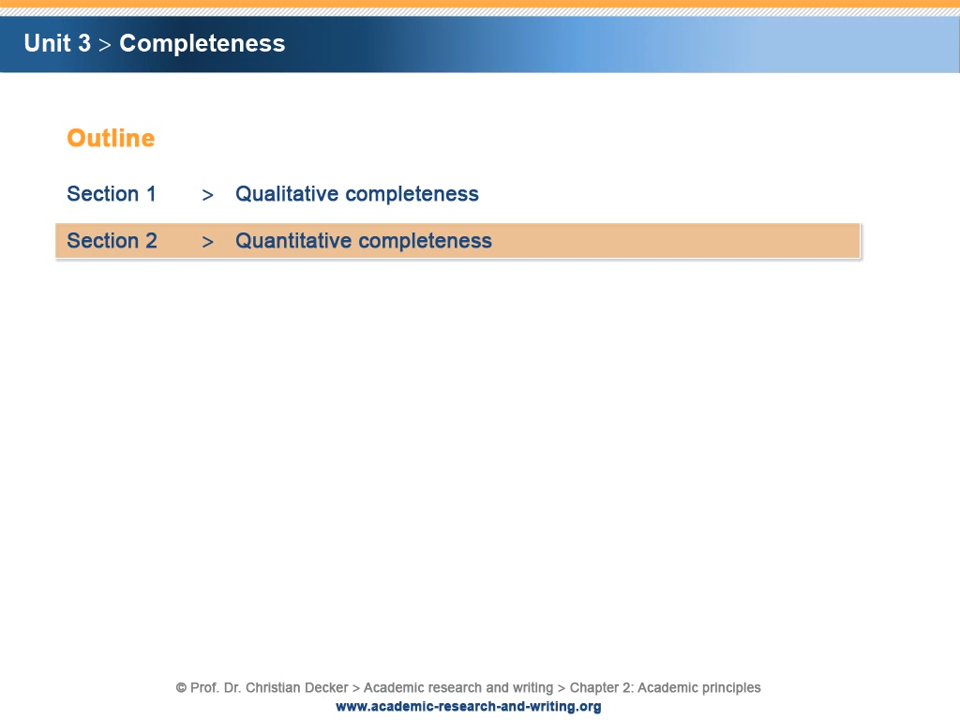 Unit 3 > Completeness
Outline
Section 1 > Qualitative completeness
Section 2 > Quantitative completeness
© Prof. Dr. Christian Decker > Academic research and writing > Chapter 2: Academic principles
www.academic-research-and-writing.org